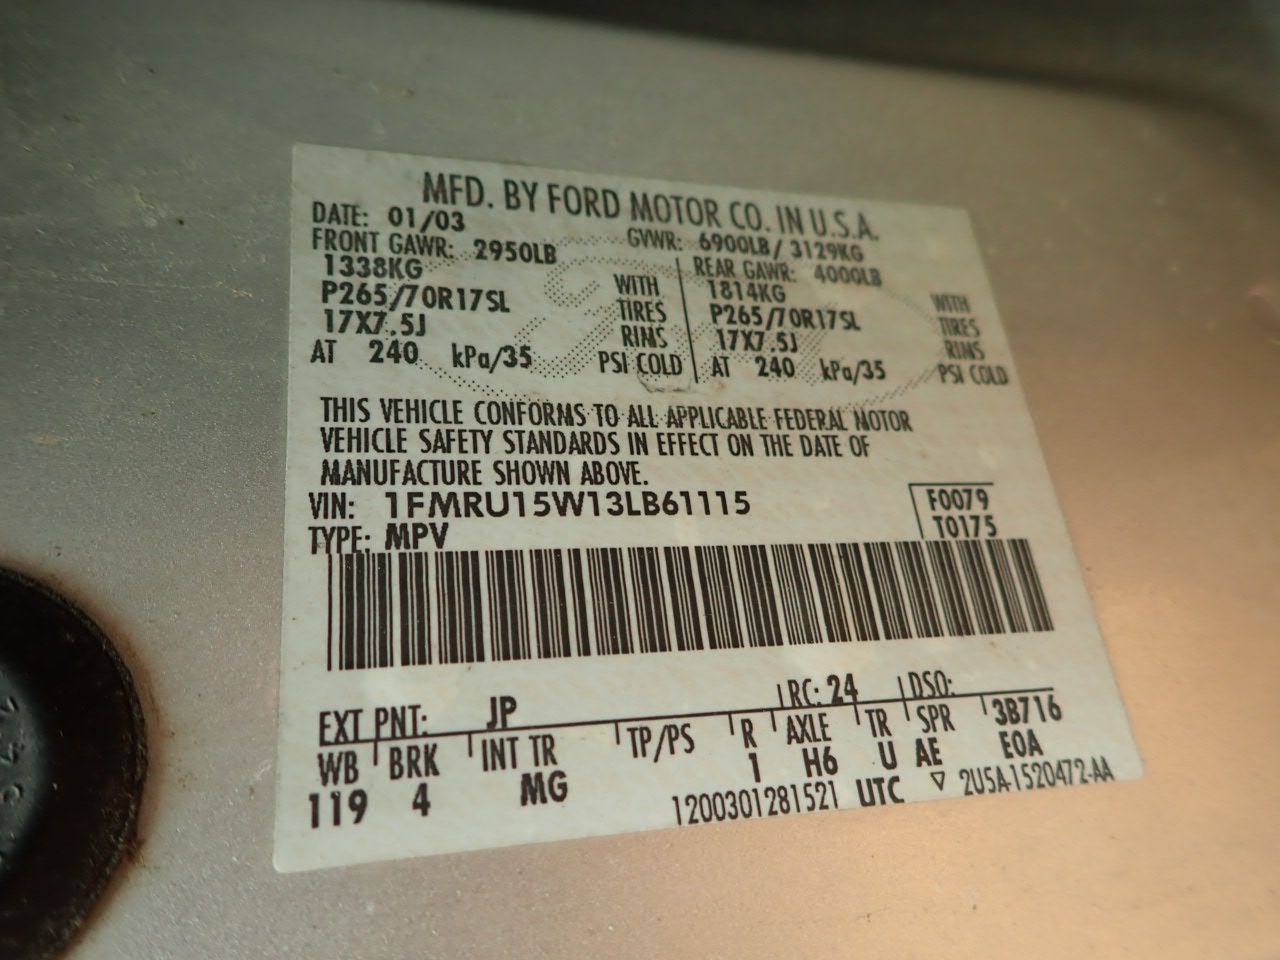 MFD. BY FORD MOTOR CO. IN U.S.A.
DATE: 01/03 GVWR: 6900LB/ 3129KG
FRONT GAWR: 2950LB REAR GAWR: 4000LB
1338KG WITH 1814KG WITH
P265/70R17SL TIRES P265/70R17SL TIRES
17X7.5J RIMS 17X7.5J RIMS
AT 240 kPa/35 PSI COLD AT 240 kPa/35 PSI COLD
THIS VEHICLE CONFORMS TO ALL APPLICABLE FEDERAL MOTOR
VEHICLE SAFETY STANDARDS IN EFFECT ON THE DATE OF
MANUFACTURE SHOWN ABOVE.
VIN: 1FMRU15W13LB61115 F0079
TYPE: MPV T0175
EXT PNT: JP RC: 24 DSO:
WB BRK INT TR TP/PS R AXLE TR SPR 3B716
119 4 MG 1 H6 U AE E0A
1200301281521 UTC ▽ 2U5A-1520472-AA